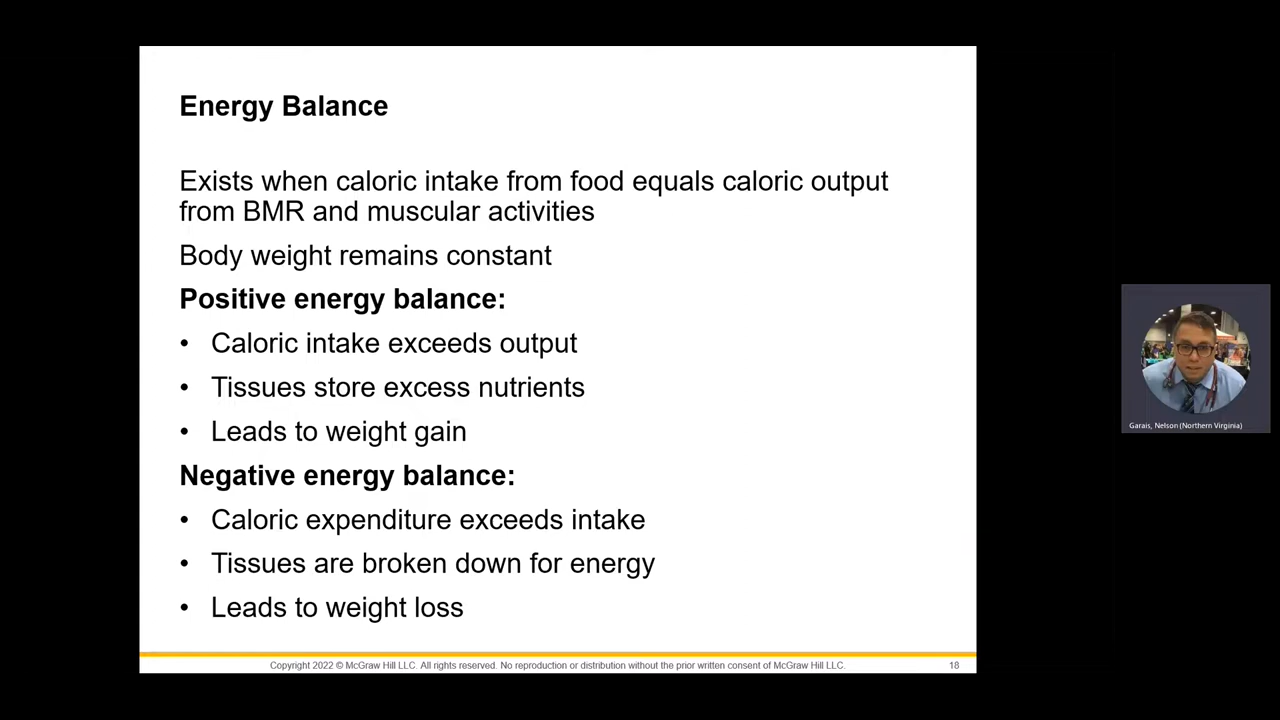 Energy Balance
Exists when caloric intake from food equals caloric output
from BMR and muscular activities
Body weight remains constant
Positive energy balance:
• Caloric intake exceeds output
• Tissues store excess nutrients
• Leads to weight gain
Negative energy balance:
• Caloric expenditure exceeds intake
• Tissues are broken down for energy
• Leads to weight loss
Copyright 2022 © McGraw Hill LLC. All rights reserved. No reproduction or distribution without the prior written consent of McGraw Hill LLC.
18
Garais, Nelson (Northern Virginia)